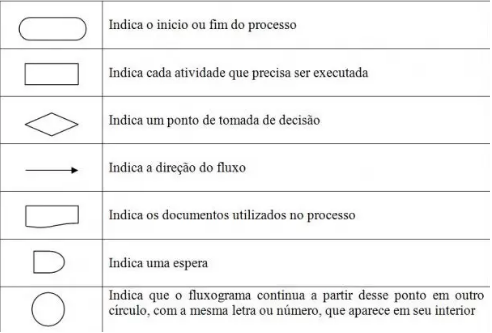 Indica o inicio ou fim do processo
Indica cada atividade que precisa ser executada
Indica um ponto de tomada de decisão
Indica a direção do fluxo
Indica os documentos utilizados no processo
Indica uma espera
Indica que o fluxograma continua a partir desse ponto em outro
círculo, com a mesma letra ou número, que aparece em seu interior